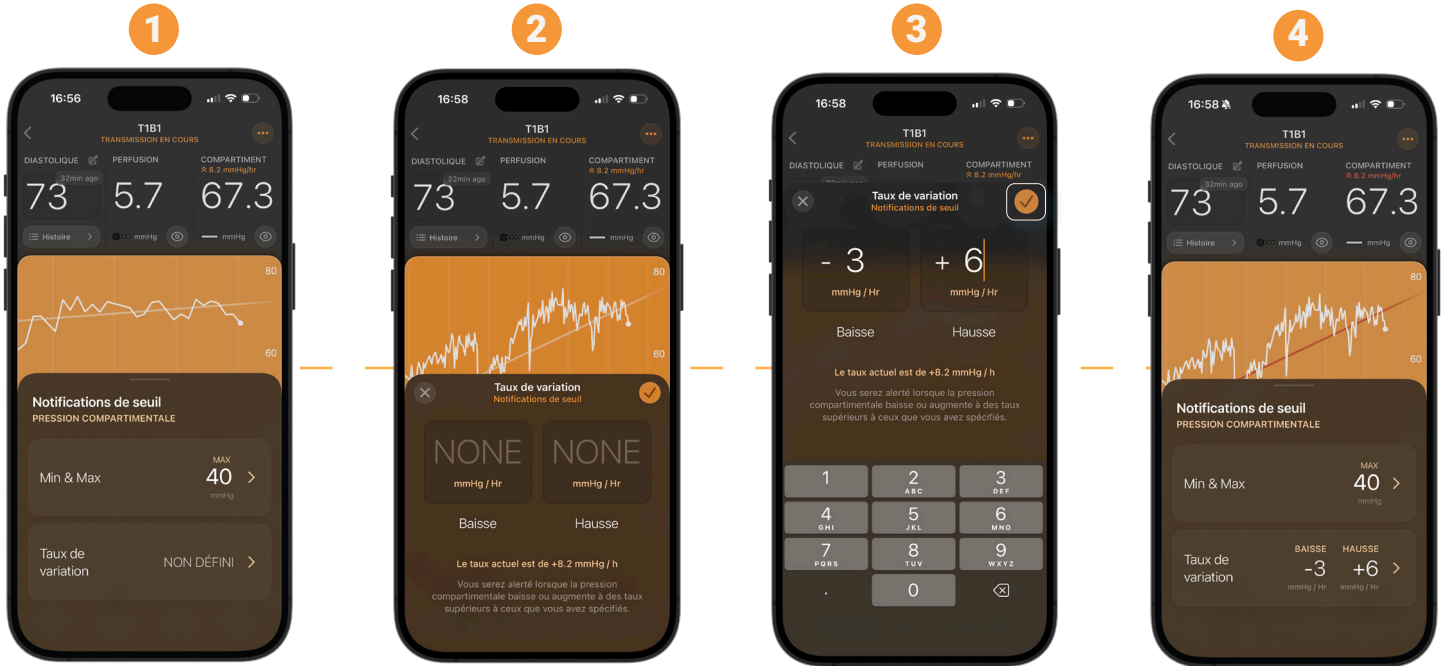 1
16:56
T1B1
TRANSMISSION EN COURS
DIASTOLIQUE
PERFUSION
COMPARTIMENT
8.2 mmHg/hr
32min ago
73
5.7
67.3
Histoire
mmHg
mmHg
80
60
Notifications de seuil
PRESSION COMPARTIMENTALE
Min & Max
MAX
40
mmHg
Taux de
variation
NON DÉFINI
2
16:58
T1B1
TRANSMISSION EN COURS
DIASTOLIQUE
PERFUSION
COMPARTIMENT
8.2 mmHg/hr
32min ago
73
5.7
67.3
Histoire
mmHg
mmHg
80
60
Taux de variation
Notifications de seuil
NONE
NONE
mmHg / Hr
mmHg / Hr
Baisse
Hausse
Le taux actuel est de +8.2 mmHg / h
Vous serez alerté lorsque la pression
compartimentale baisse ou augmente à des taux
supérieurs à ceux que vous avez spécifiés.
3
16:58
T1B1
TRANSMISSION EN COURS
DIASTOLIQUE
PERFUSION
COMPARTIMENT
8.2 mmHg/hr
Taux de variation
Notifications de seuil
- 3
+ 6
mmHg / Hr
mmHg / Hr
Baisse
Hausse
Le taux actuel est de +8.2 mmHg / h
Vous serez alerté lorsque la pression
compartimentale baisse ou augmente à des taux
supérieurs à ceux que vous avez spécifiés.
1
2
ABC
3
DEF
4
GHI
5
JKL
6
MNO
7
PQRS
8
TUV
9
WXYZ
.
0
4
16:58
T1B1
TRANSMISSION EN COURS
DIASTOLIQUE
PERFUSION
COMPARTIMENT
8.2 mmHg/hr
32min ago
73
5.7
67.3
Histoire
mmHg
mmHg
80
60
Notifications de seuil
PRESSION COMPARTIMENTALE
Min & Max
MAX
40
mmHg
Taux de
variation
BAISSE
HAUSSE
-3
+6
mmHg / Hr
mmHg / Hr